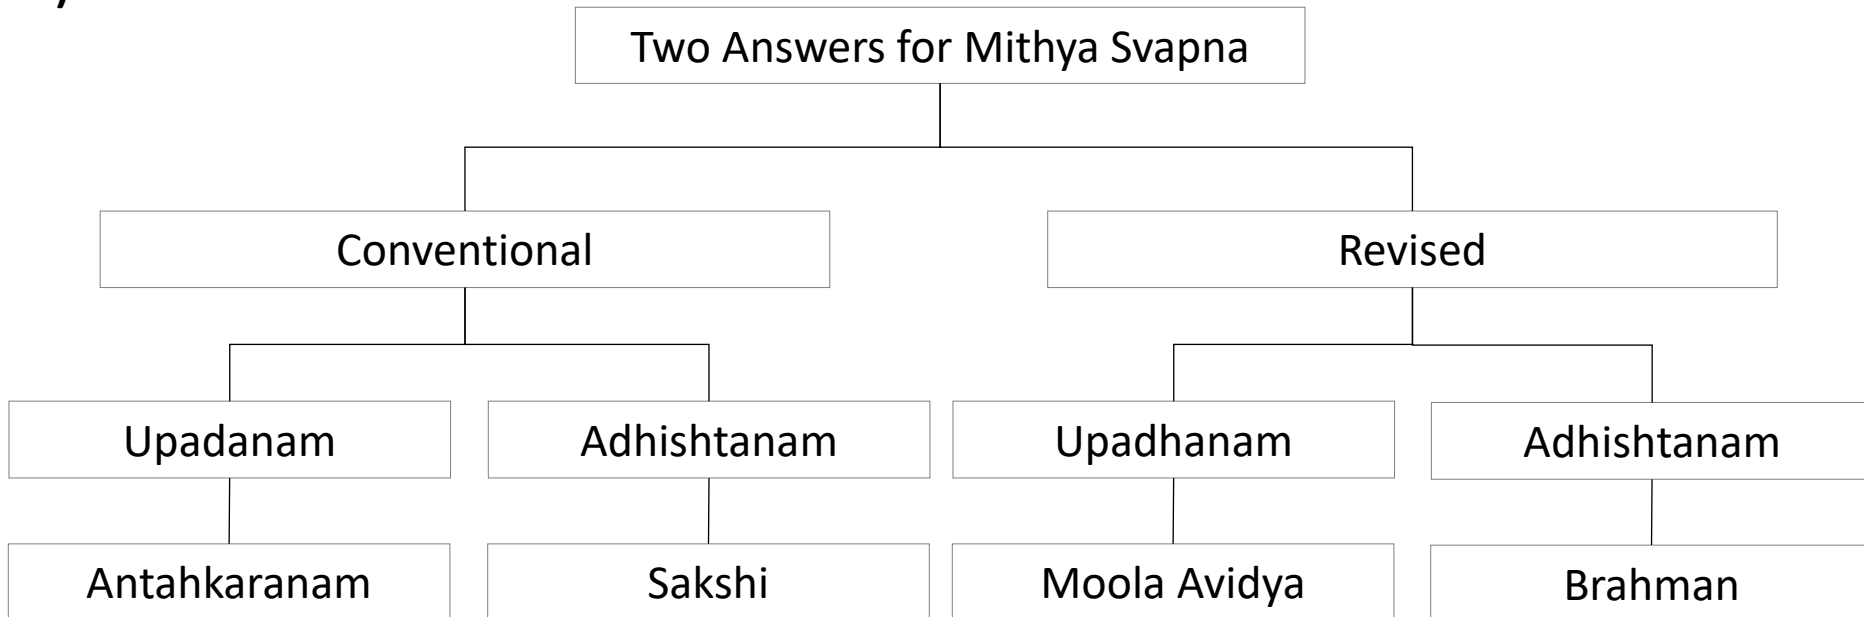 Two Answers for Mithya Svapna
Conventional
Revised
Upadanam
Adhishtanam
Upadhanam
Adhishtanam
Antahkaranam
Sakshi
Moola Avidya
Brahman